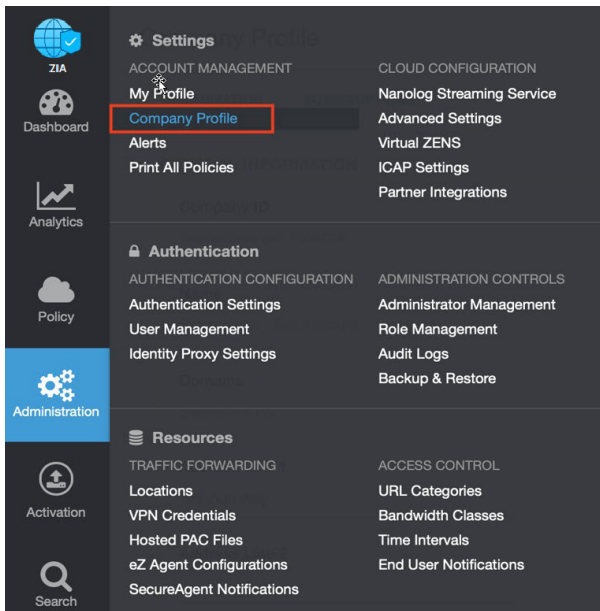 ZIA
Dashboard
Analytics
Policy
Administration
Activation
Search
Settings
ACCOUNT MANAGEMENT
My Profile
Company Profile
Alerts
Print All Policies
CLOUD CONFIGURATION
Nanolog Streaming Service
Advanced Settings
Virtual ZENS
ICAP Settings
Partner Integrations
Authentication
AUTHENTICATION CONFIGURATION
Authentication Settings
User Management
Identity Proxy Settings
ADMINISTRATION CONTROLS
Administrator Management
Role Management
Audit Logs
Backup & Restore
Resources
TRAFFIC FORWARDING
Locations
VPN Credentials
Hosted PAC Files
eZ Agent Configurations
SecureAgent Notifications
ACCESS CONTROL
URL Categories
Bandwidth Classes
Time Intervals
End User Notifications